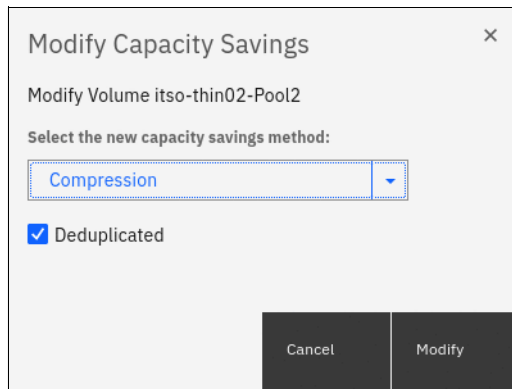 Modify Capacity Savings
Modify Volume itso-thin02-Pool2
Select the new capacity savings method:
Compression
Deduplicated
Cancel
Modify